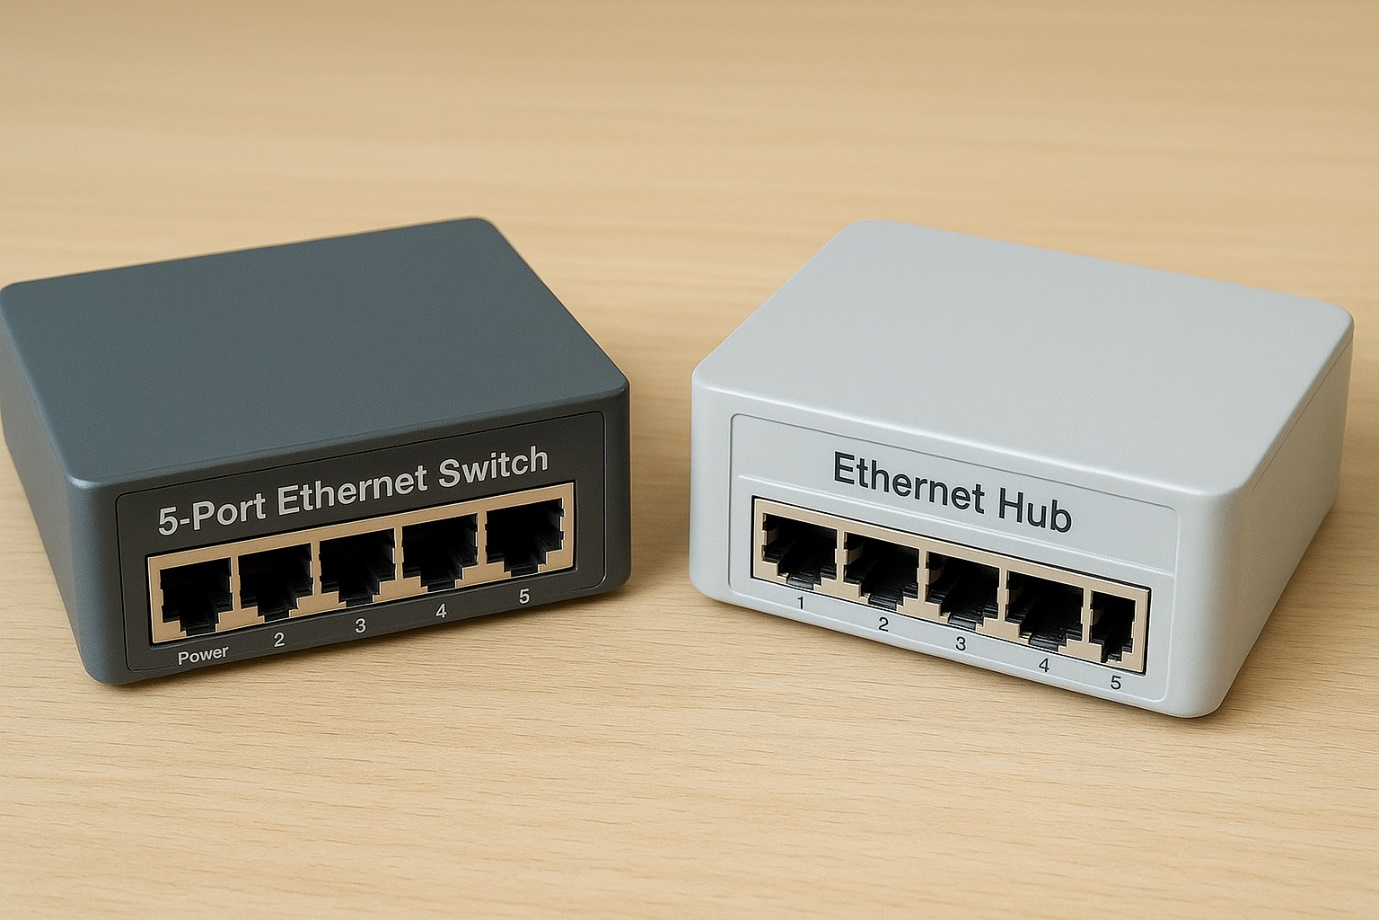 5-Port Ethernet Switch
Power 2 3 4 5
Ethernet Hub
1 2 3 4 5